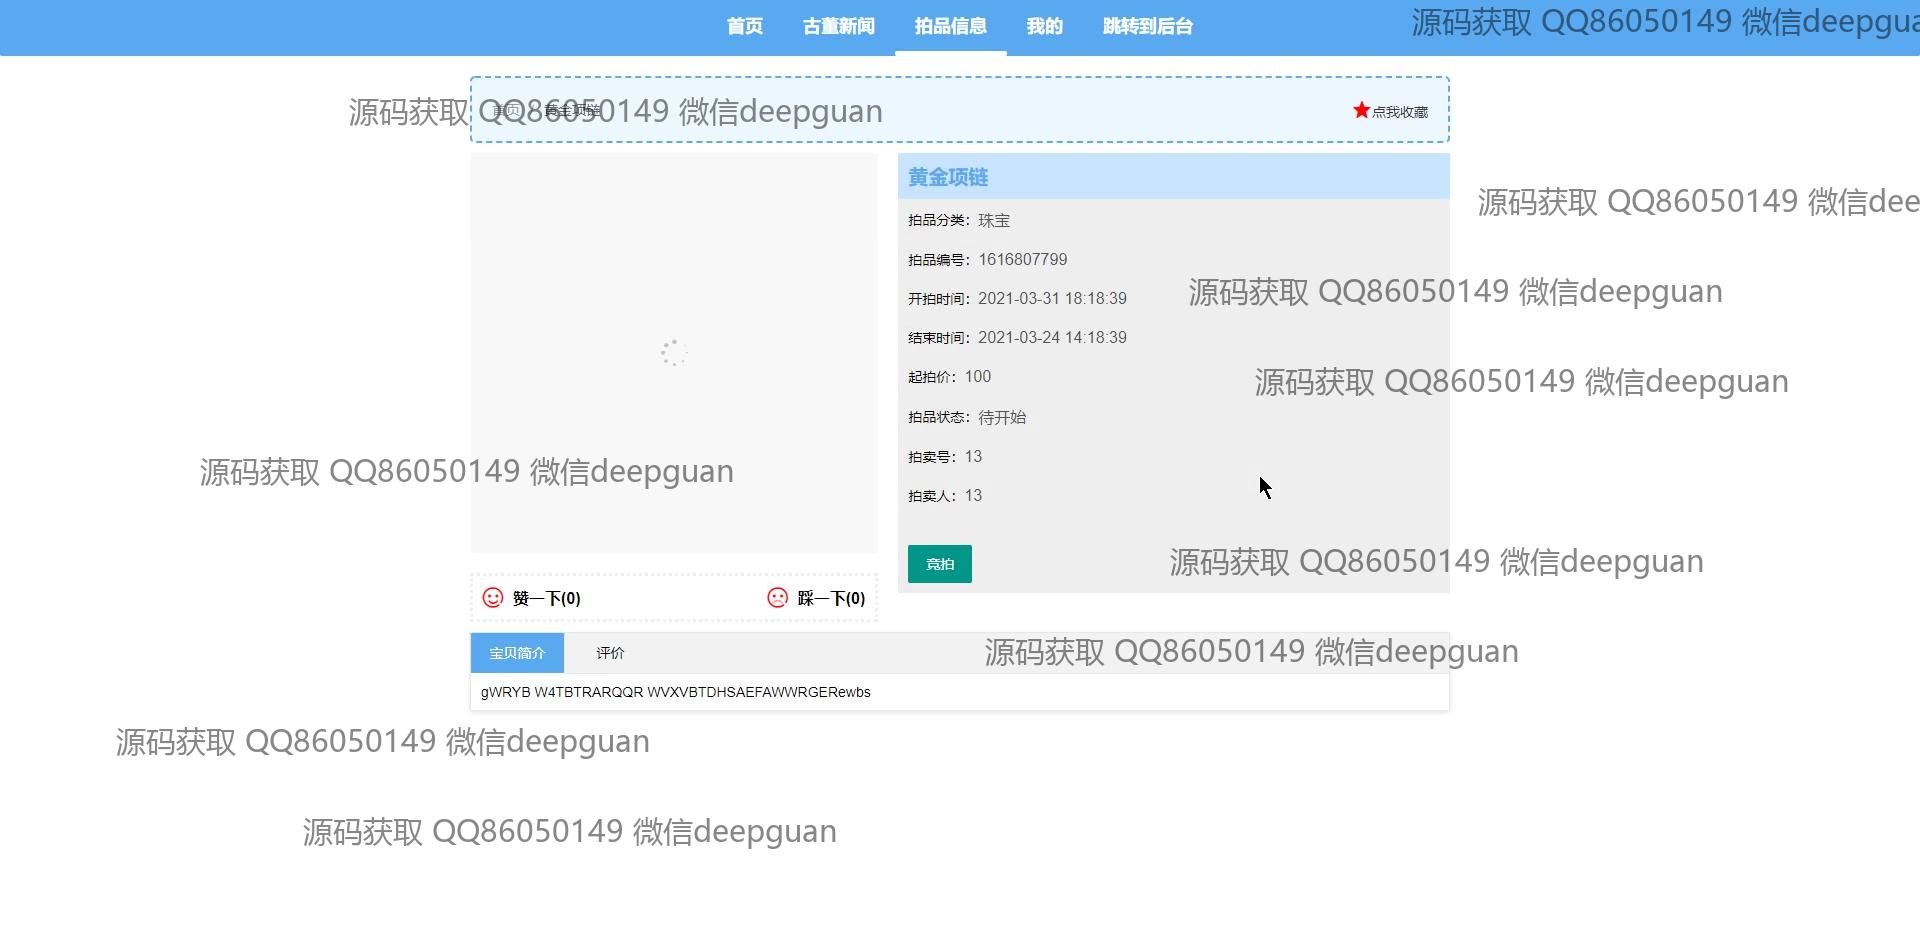 首页 古董新闻 拍品信息 我的 跳转到后台
源码获取 QQ86050149 微信deepgua
首页 黄金项链
源码获取 QQ86050149 微信deepguan
点我收藏
黄金项链
拍品分类：珠宝
源码获取 QQ86050149 微信dee
拍品编号：1616807799
开拍时间：2021-03-31 18:18:39
源码获取 QQ86050149 微信deepguan
结束时间：2021-03-24 14:18:39
起拍价：100
源码获取 QQ86050149 微信deepguan
拍品状态：待开始
拍卖号：13
源码获取 QQ86050149 微信deepguan
拍卖人：13
竞拍
源码获取 QQ86050149 微信deepguan
赞一下(0) 踩一下(0)
宝贝简介 评价
源码获取 QQ86050149 微信deepguan
gWRYB W4TBTRARQQR WVXVBTDHSAEFAWWRGERewbs
源码获取 QQ86050149 微信deepguan
源码获取 QQ86050149 微信deepguan